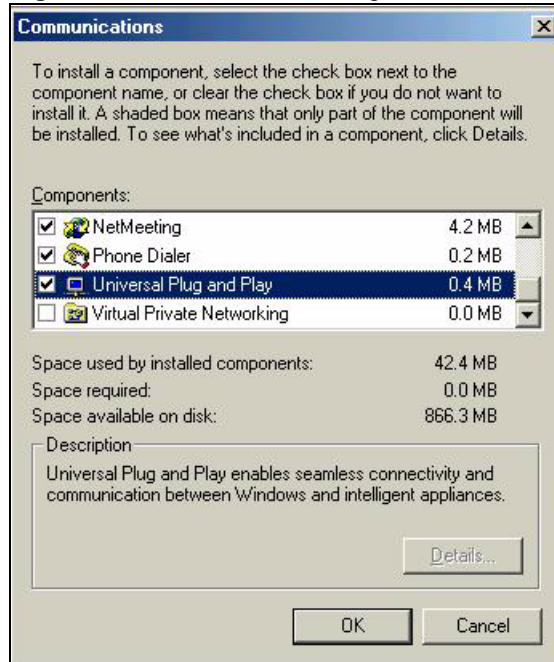 Communications
To install a component, select the check box next to the
component name, or clear the check box if you do not want to
install it. A shaded box means that only part of the component will
be installed. To see what's included in a component, click Details.
Components:
NetMeeting 4.2 MB
Phone Dialer 0.2 MB
Universal Plug and Play 0.4 MB
Virtual Private Networking 0.0 MB
Space used by installed components: 42.4 MB
Space required: 0.0 MB
Space available on disk: 866.3 MB
Description
Universal Plug and Play enables seamless connectivity and
communication between Windows and intelligent appliances.
Details...
OK Cancel